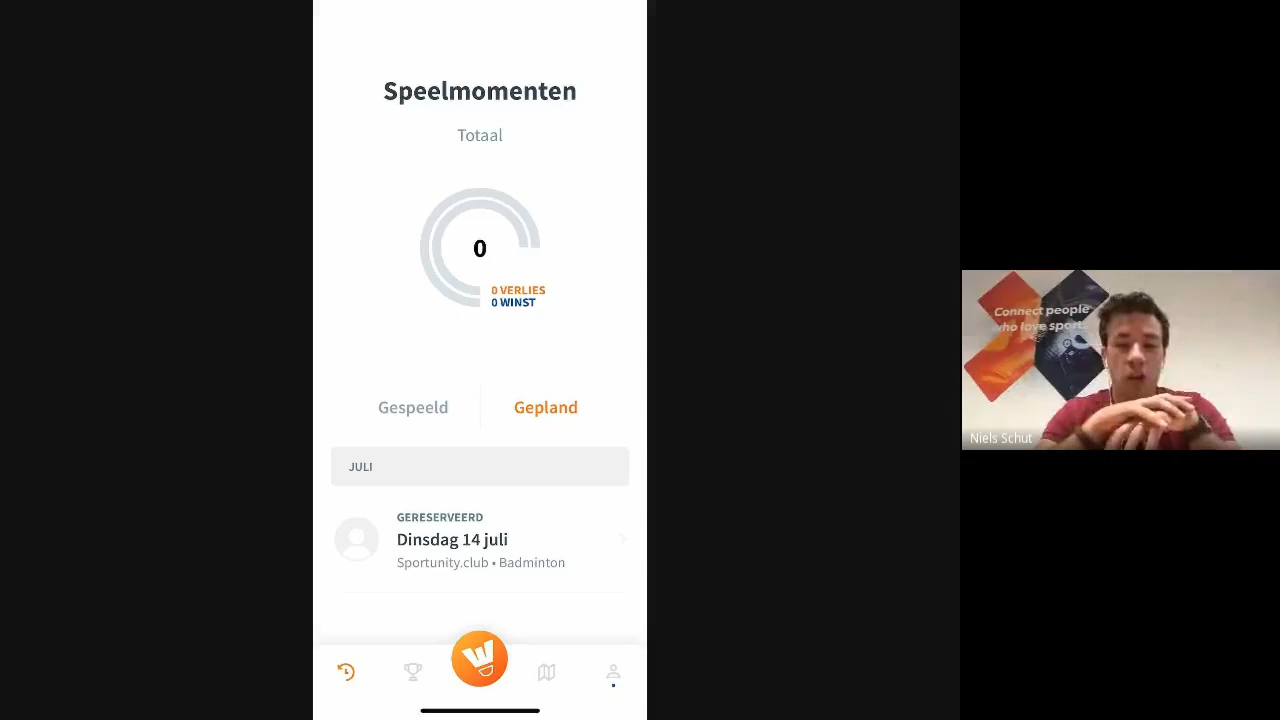 Speelmomenten
Totaal
0
0 VERLIES
0 WINST
Gespeeld
Gepland
JULI
GERESERVEERD
Dinsdag 14 juli
Sportunity.club • Badminton
Connect people
who love sports
Niels Schut